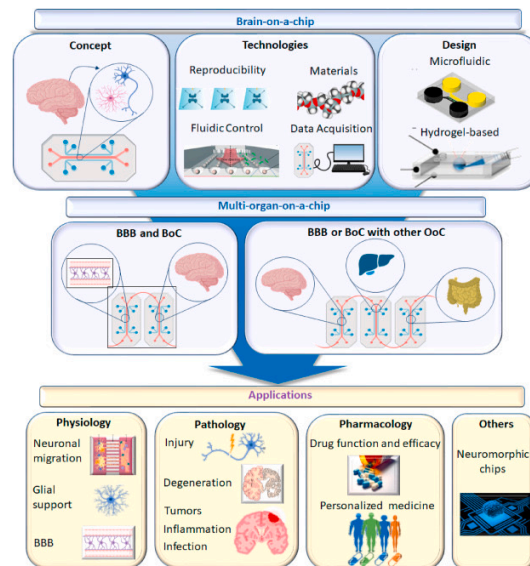 Brain-on-a-chip
Concept
Technologies
Reproducibility
Materials
Fluidic Control
Data Acquisition
Design
Microfluidic
Hydrogel-based
Multi-organ-on-a-chip
BBB and BoC
BBB or BoC with other OoC
Applications
Physiology
Neuronal
migration
Glial
support
BBB
Pathology
Injury
Degeneration
Tumors
Inflammation
Infection
Pharmacology
Drug function and efficacy
Personalized medicine
Others
Neuromorphic
chips